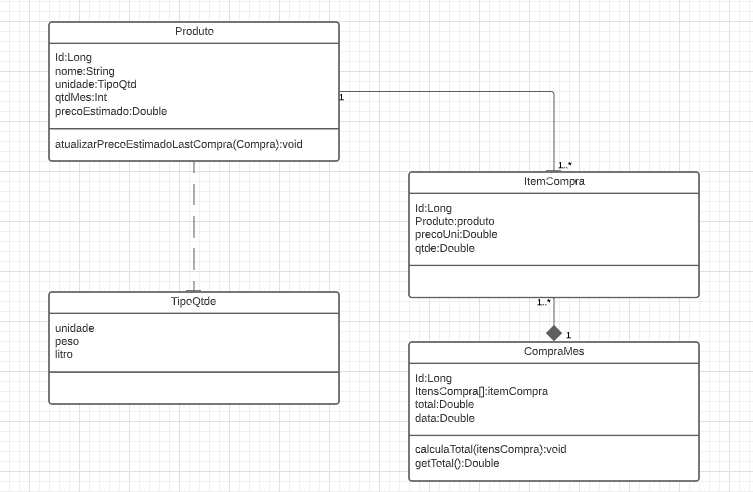 Produto
Id:Long
nome:String
unidade:TipoQtd
qtdMes:Int
precoEstimado:Double
atualizarPrecoEstimadoLastCompra(Compra):void
1
1..*
ItemCompra
Id:Long
Produto:produto
precoUni:Double
qtde:Double
TipoQtde
unidade
peso
litro
1..*
1
CompraMes
Id:Long
ItensCompra[]:itemCompra
total:Double
data:Double
calculaTotal(itensCompra):void
getTotal():Double